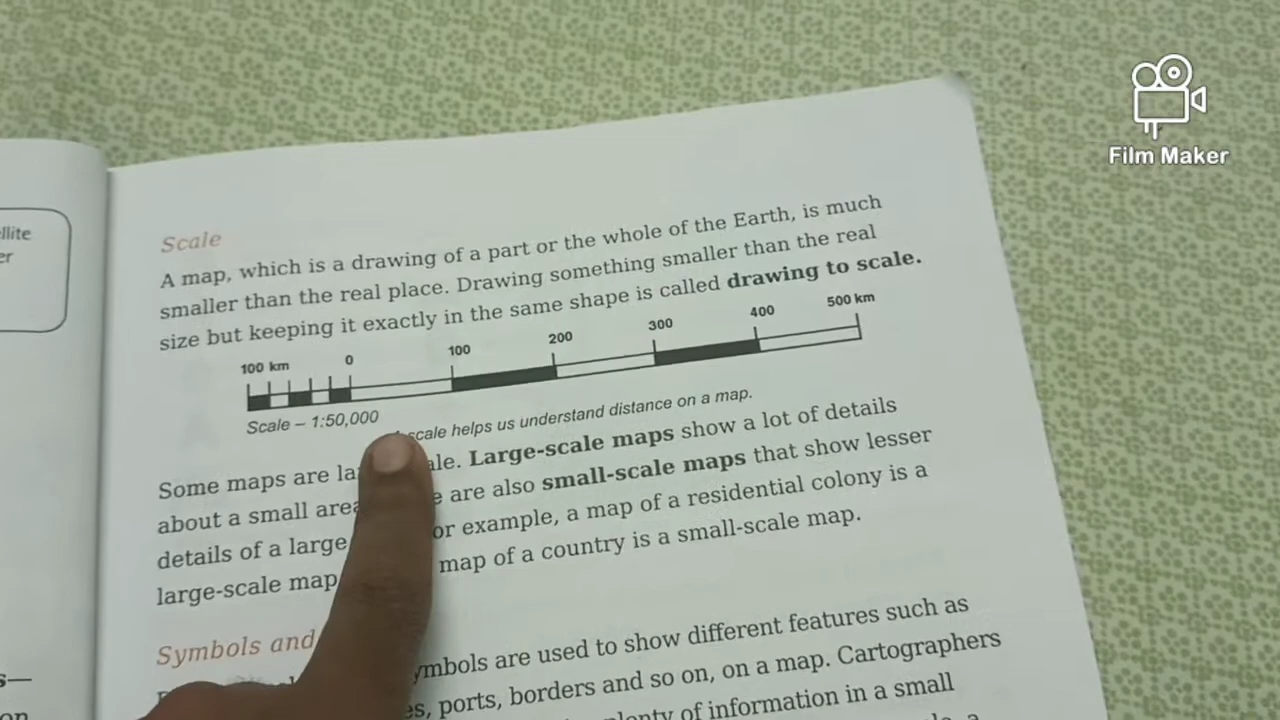 Film Maker
llite
er
Scale
A map, which is a drawing of a part or the whole of the Earth, is much
smaller than the real place. Drawing something smaller than the real
size but keeping it exactly in the same shape is called drawing to scale.
100 km 0 100 200 300 400 500 km
Scale – 1:50,000
scale helps us understand distance on a map.
Some maps are ale. Large-scale maps show a lot of details
about a small area are also small-scale maps that show lesser
details of a large or example, a map of a residential colony is a
large-scale map map of a country is a small-scale map.
Symbols and
ymbols are used to show different features such as
es, ports, borders and so on, on a map. Cartographers
plenty of information in a small
s—
on